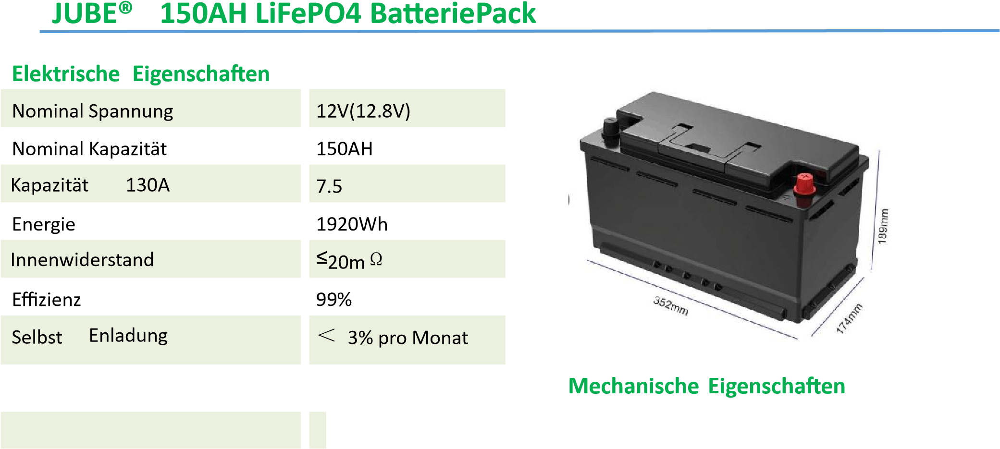 JUBE® 150AH LiFePO4 BatteriePack
Elektrische Eigenschaften
Nominal Spannung 12V(12.8V)
Nominal Kapazität 150AH
Kapazität 130A 7.5
Energie 1920Wh
Innenwiderstand ≤20m Ω
Effizienz 99%
Selbst Enladung < 3% pro Monat
189mm
352mm
174mm
Mechanische Eigenschaften